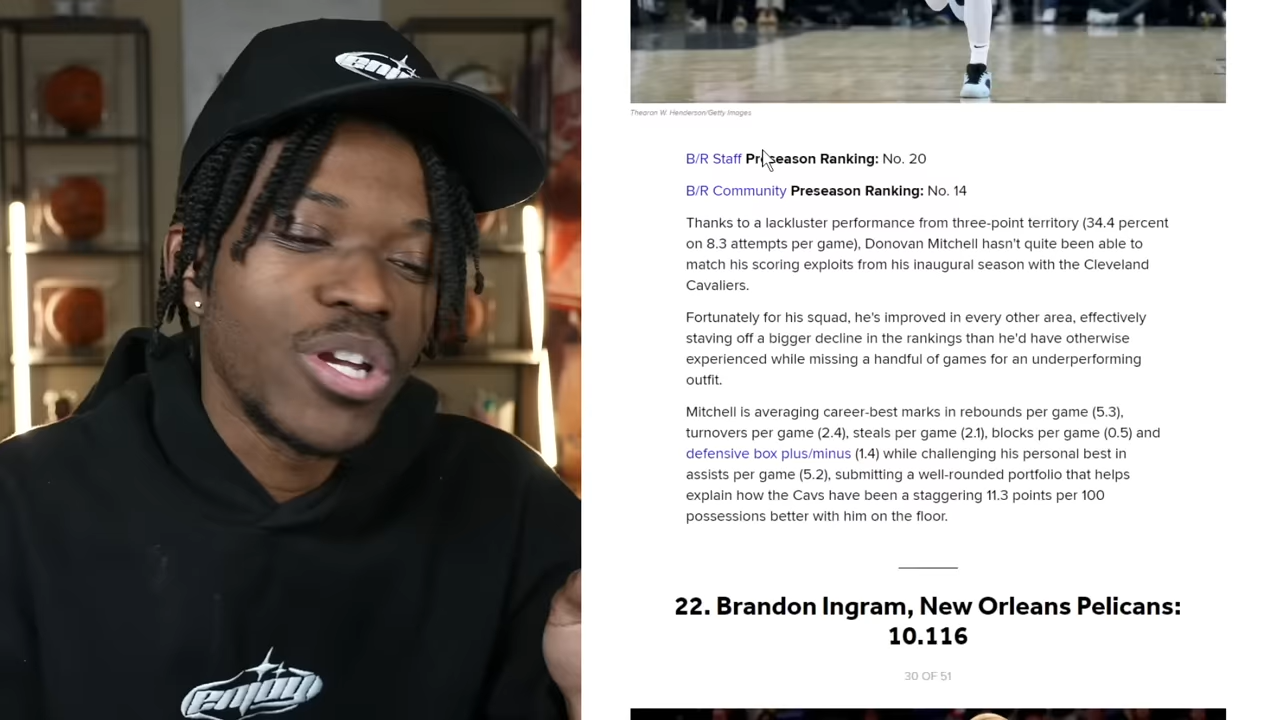 enjoy
Thearon W. Henderson/Getty Images
B/R Staff Preseason Ranking: No. 20
B/R Community Preseason Ranking: No. 14
Thanks to a lackluster performance from three-point territory (34.4 percent
on 8.3 attempts per game), Donovan Mitchell hasn't quite been able to
match his scoring exploits from his inaugural season with the Cleveland
Cavaliers.
Fortunately for his squad, he's improved in every other area, effectively
staving off a bigger decline in the rankings than he'd have otherwise
experienced while missing a handful of games for an underperforming
outfit.
Mitchell is averaging career-best marks in rebounds per game (5.3),
turnovers per game (2.4), steals per game (2.1), blocks per game (0.5) and
defensive box plus/minus (1.4) while challenging his personal best in
assists per game (5.2), submitting a well-rounded portfolio that helps
explain how the Cavs have been a staggering 11.3 points per 100
possessions better with him on the floor.
22. Brandon Ingram, New Orleans Pelicans:
10.116
30 OF 51
enjoy